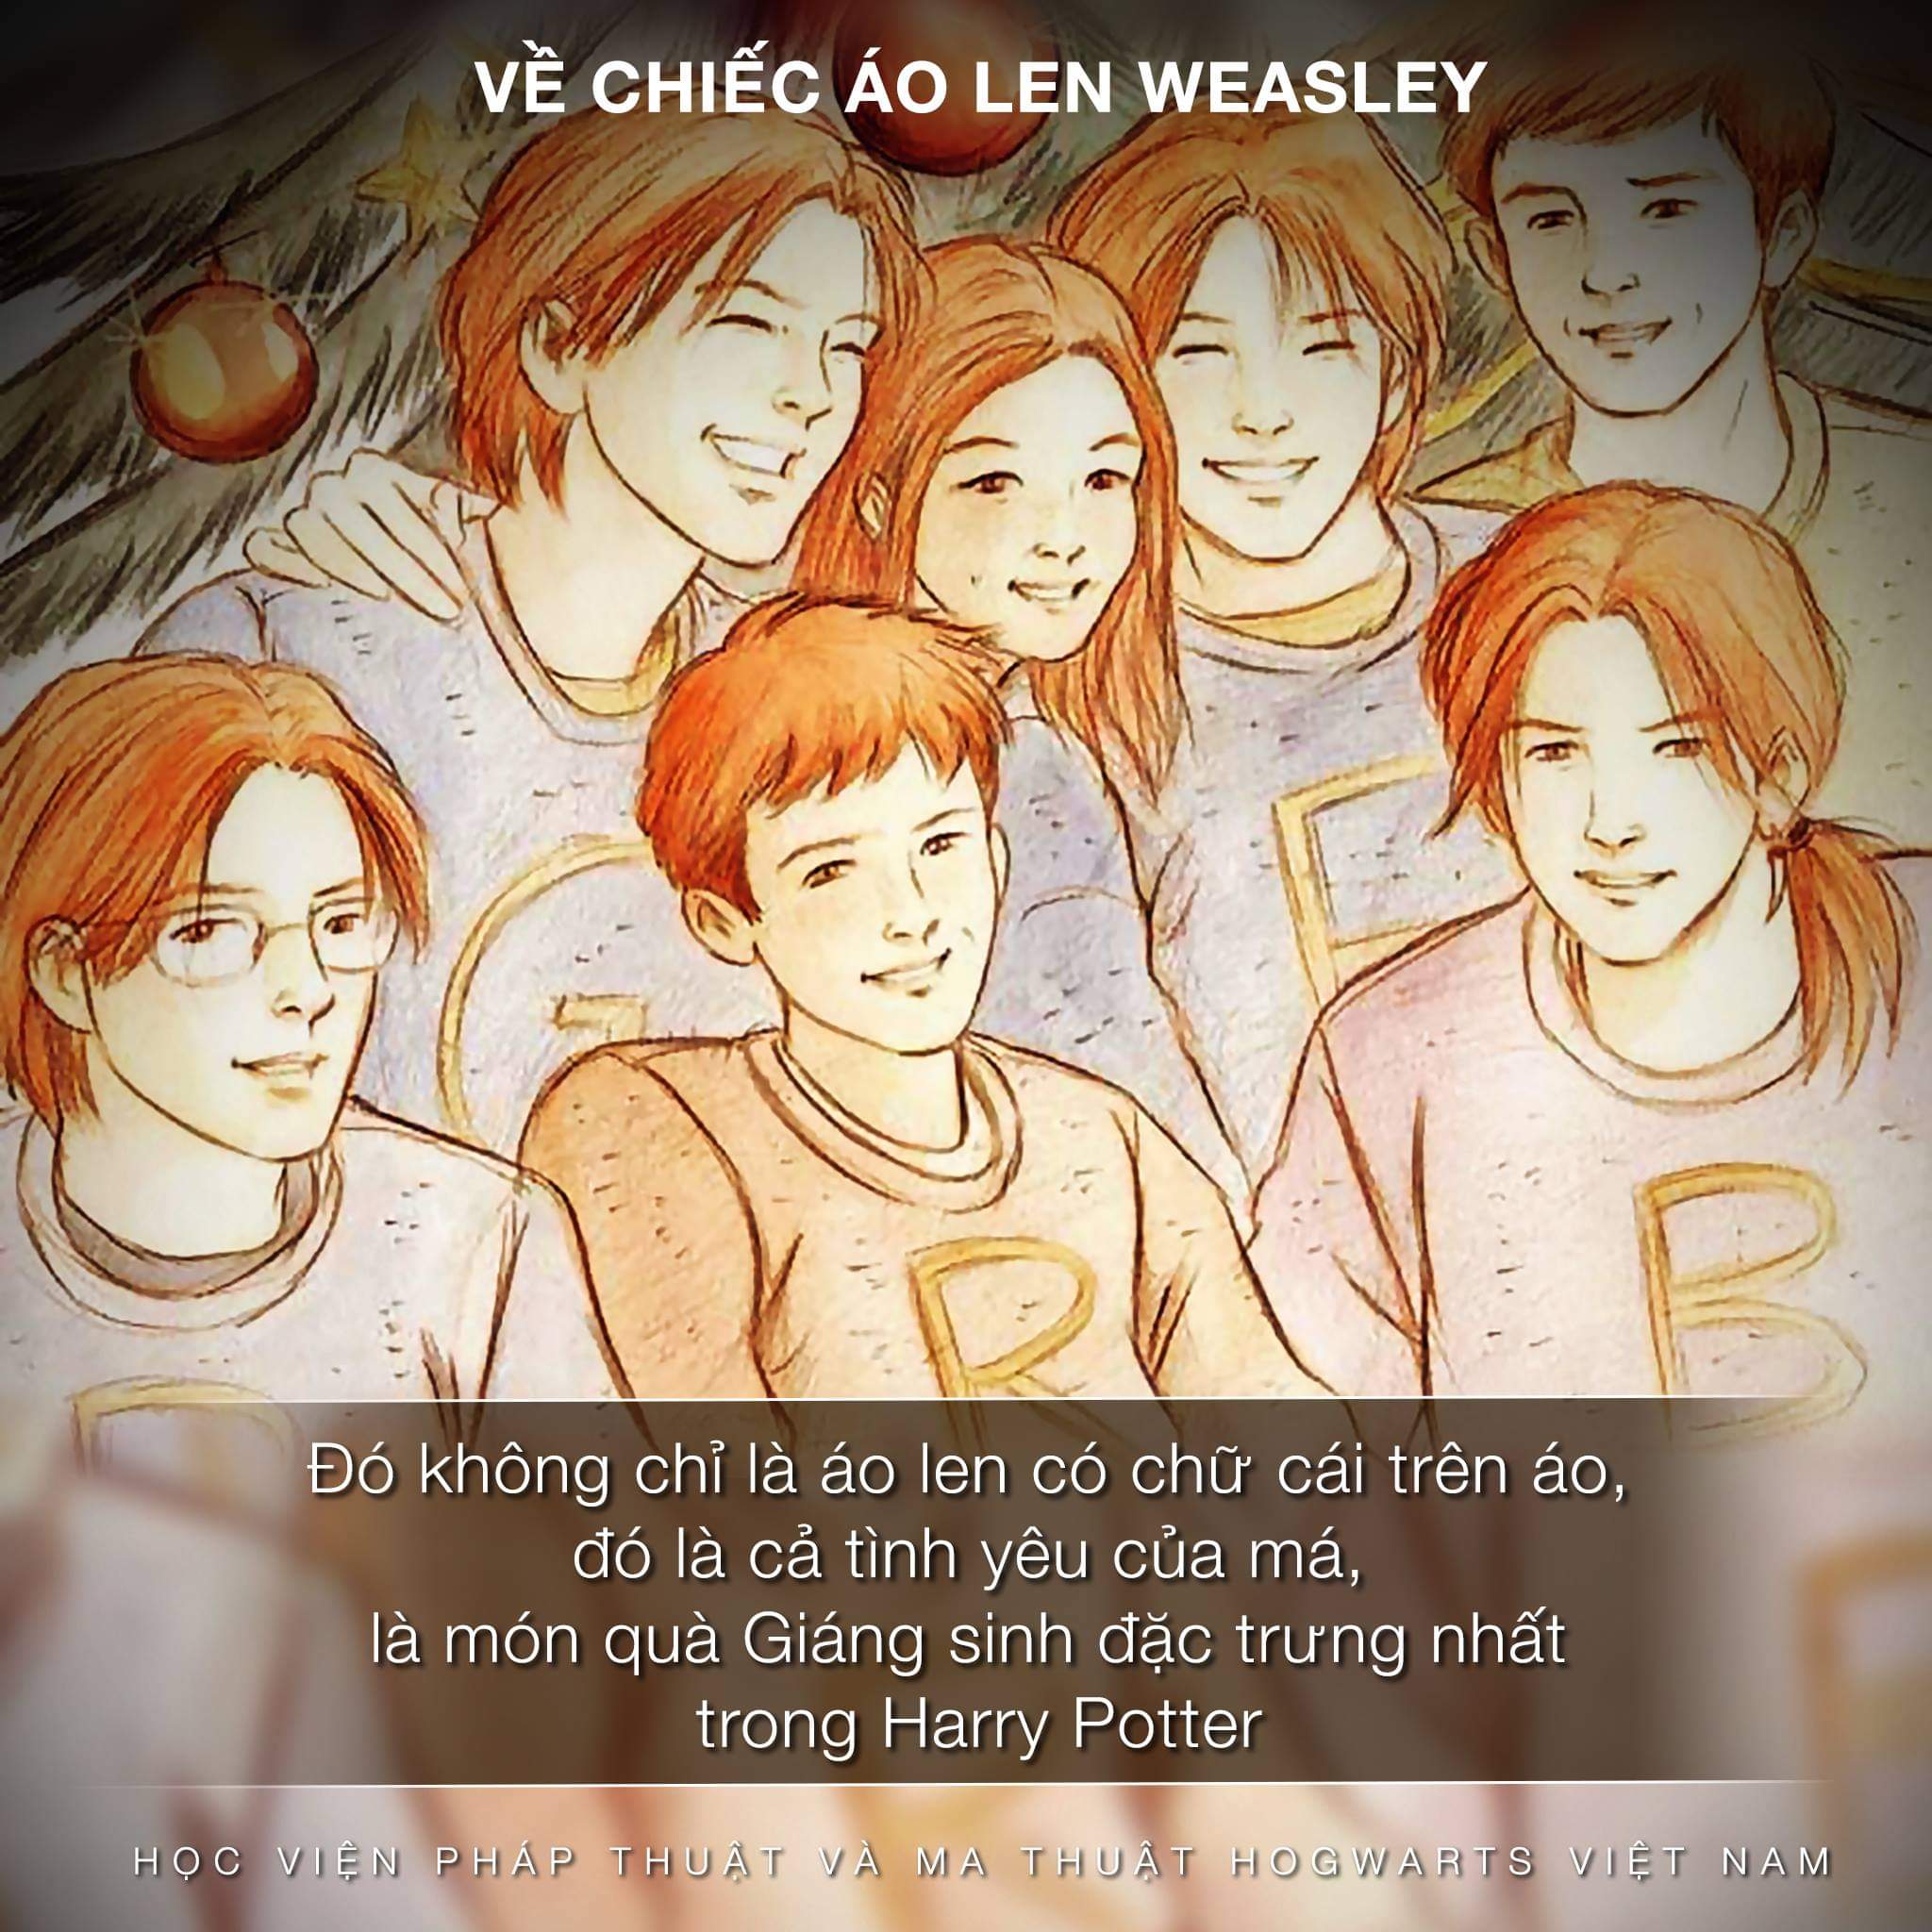 VỀ CHIẾC ÁO LEN WEASLEY
G
F
R
B
Đó không chỉ là áo len có chữ cái trên áo,
đó là cả tình yêu của má,
là món quà Giáng sinh đặc trưng nhất
trong Harry Potter
HỌC VIỆN PHÁP THUẬT VÀ MA THUẬT HOGWARTS VIỆT NAM